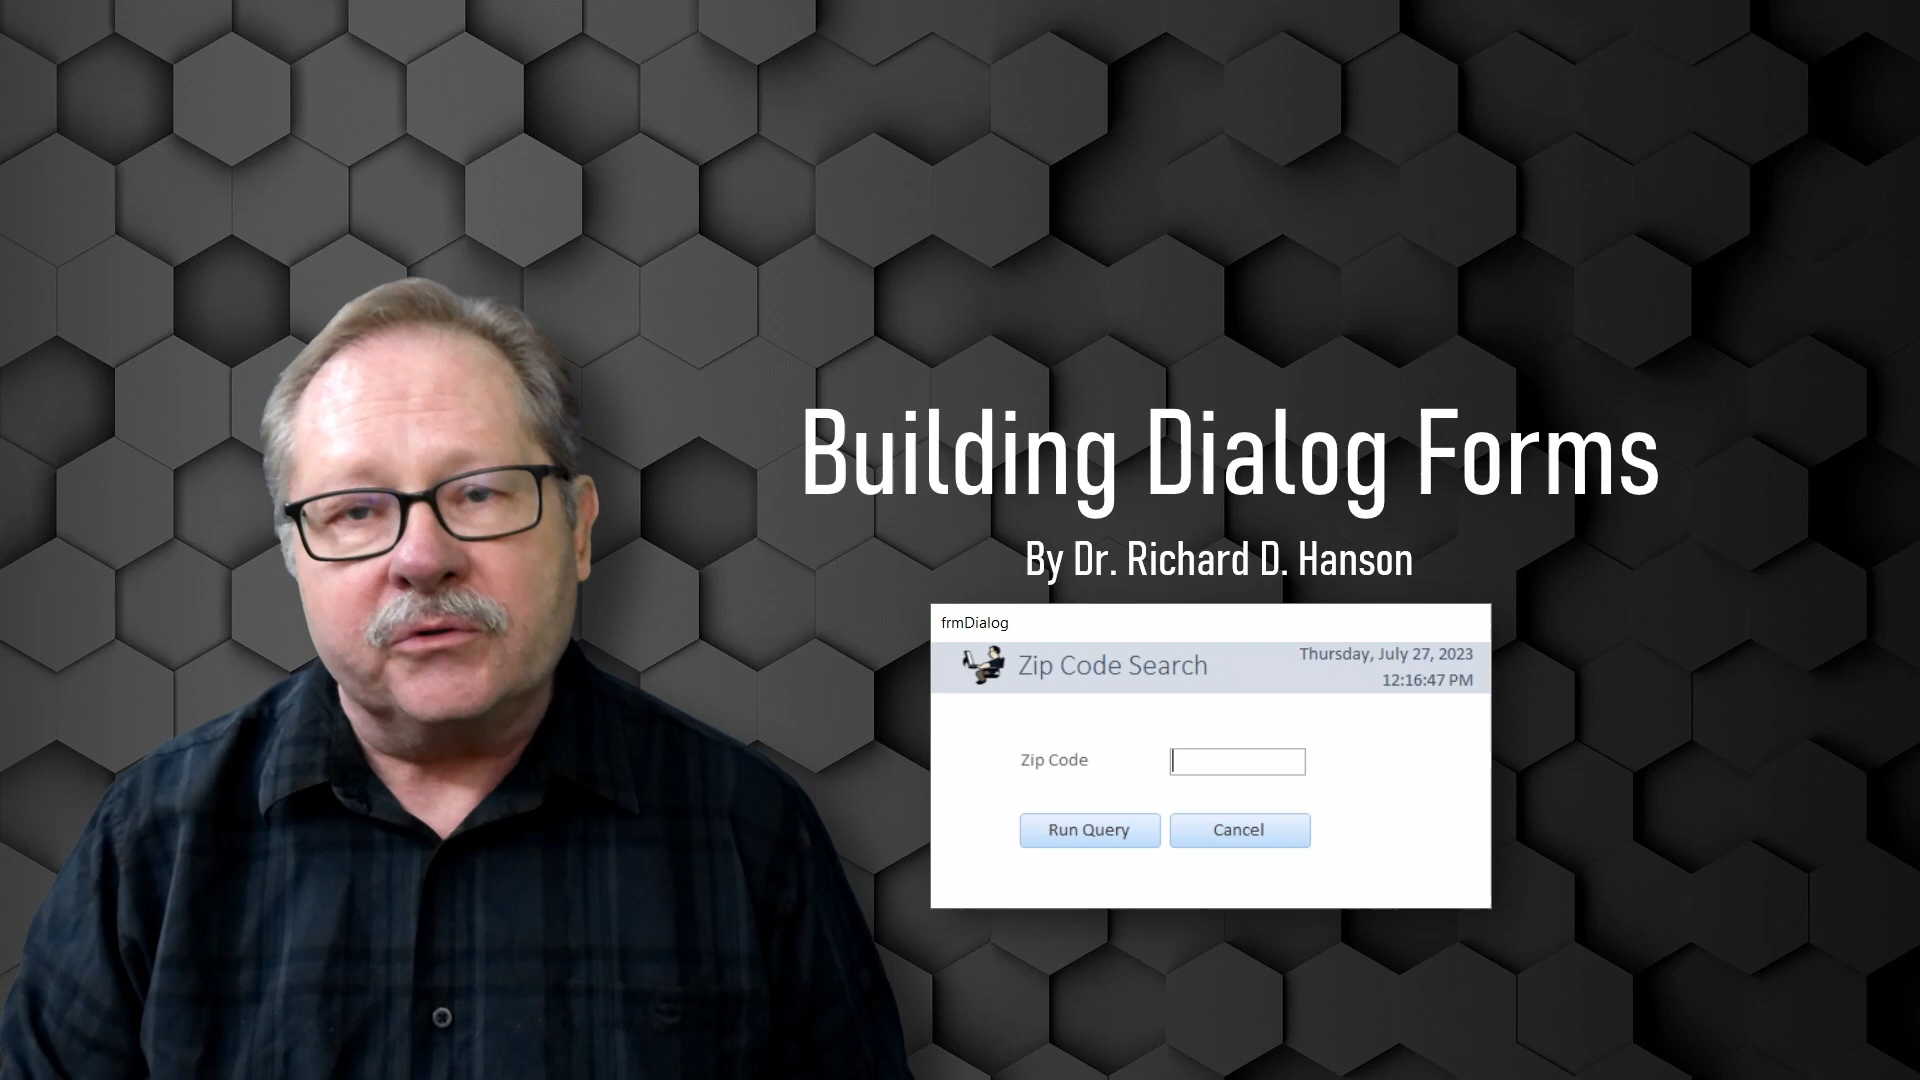 Building Dialog Forms
By Dr. Richard D. Hanson
frmDialog
Zip Code Search
Thursday, July 27, 2023
12:16:47 PM
Zip Code
Run Query
Cancel